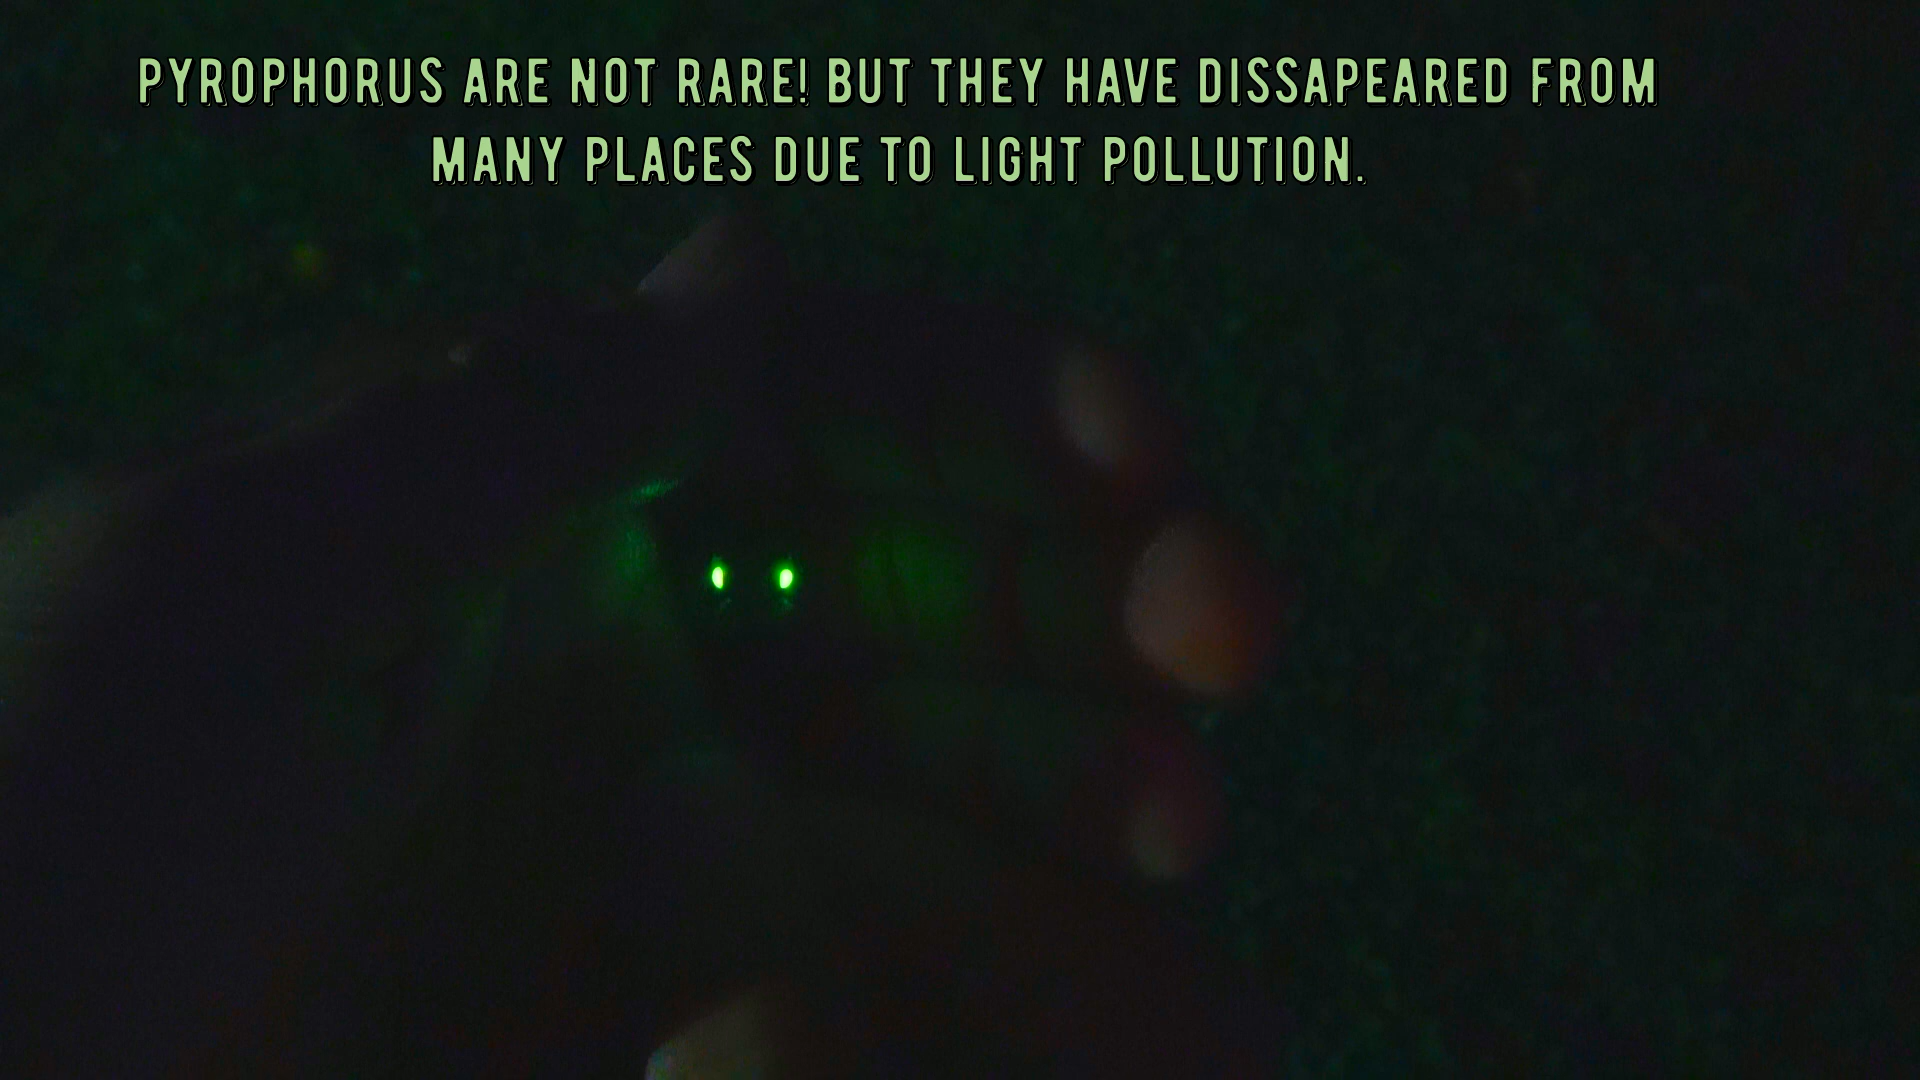 PYROPHORUS ARE NOT RARE! BUT THEY HAVE DISSAPEARED FROM
MANY PLACES DUE TO LIGHT POLLUTION.